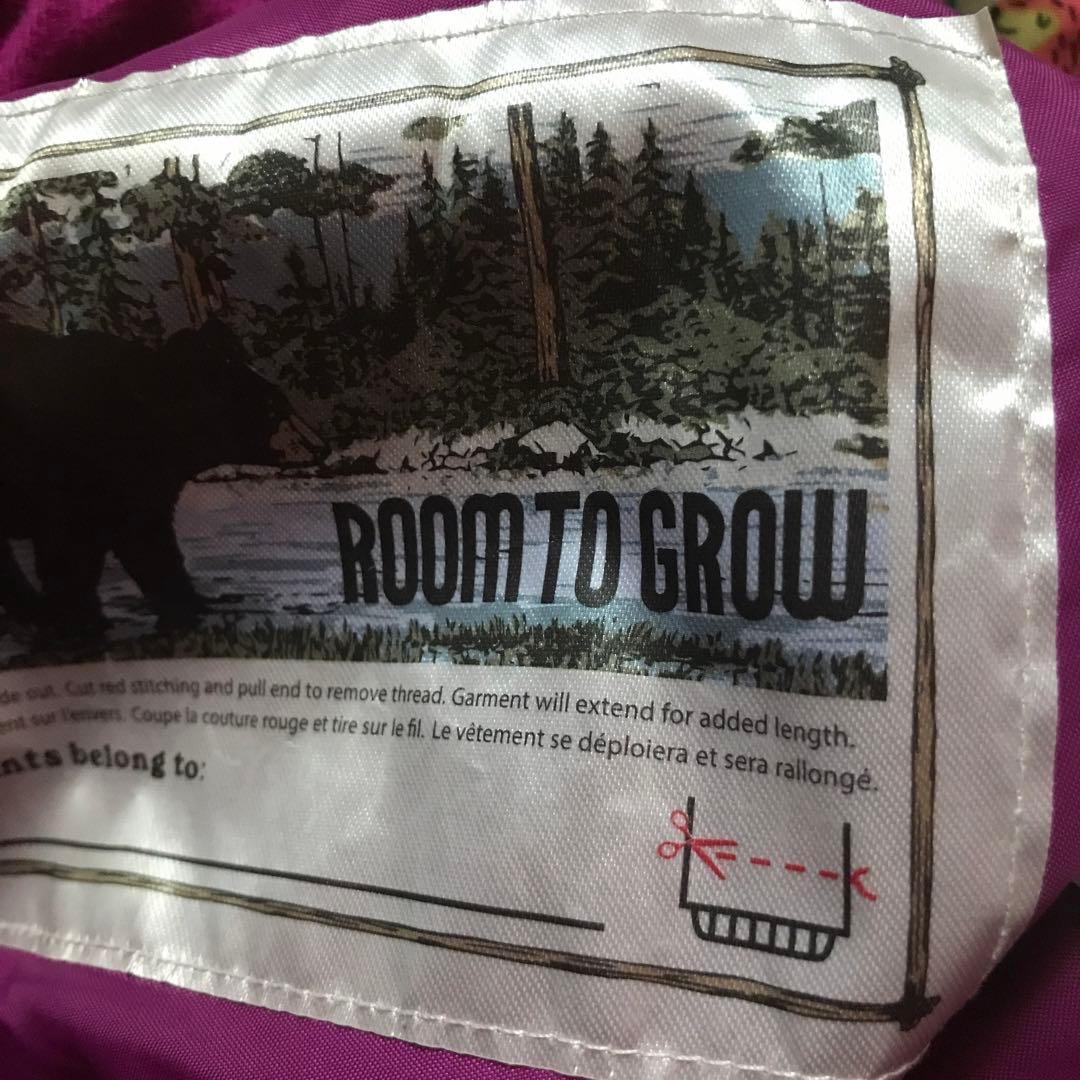 ROOM TO GROW
de out. Cut red stitching and pull end to remove thread. Garment will extend for added length.
ent sur l'envers. Coupe la couture rouge et tire sur le fil. Le vêtement se déploiera et sera rallongé.
nts belong to: